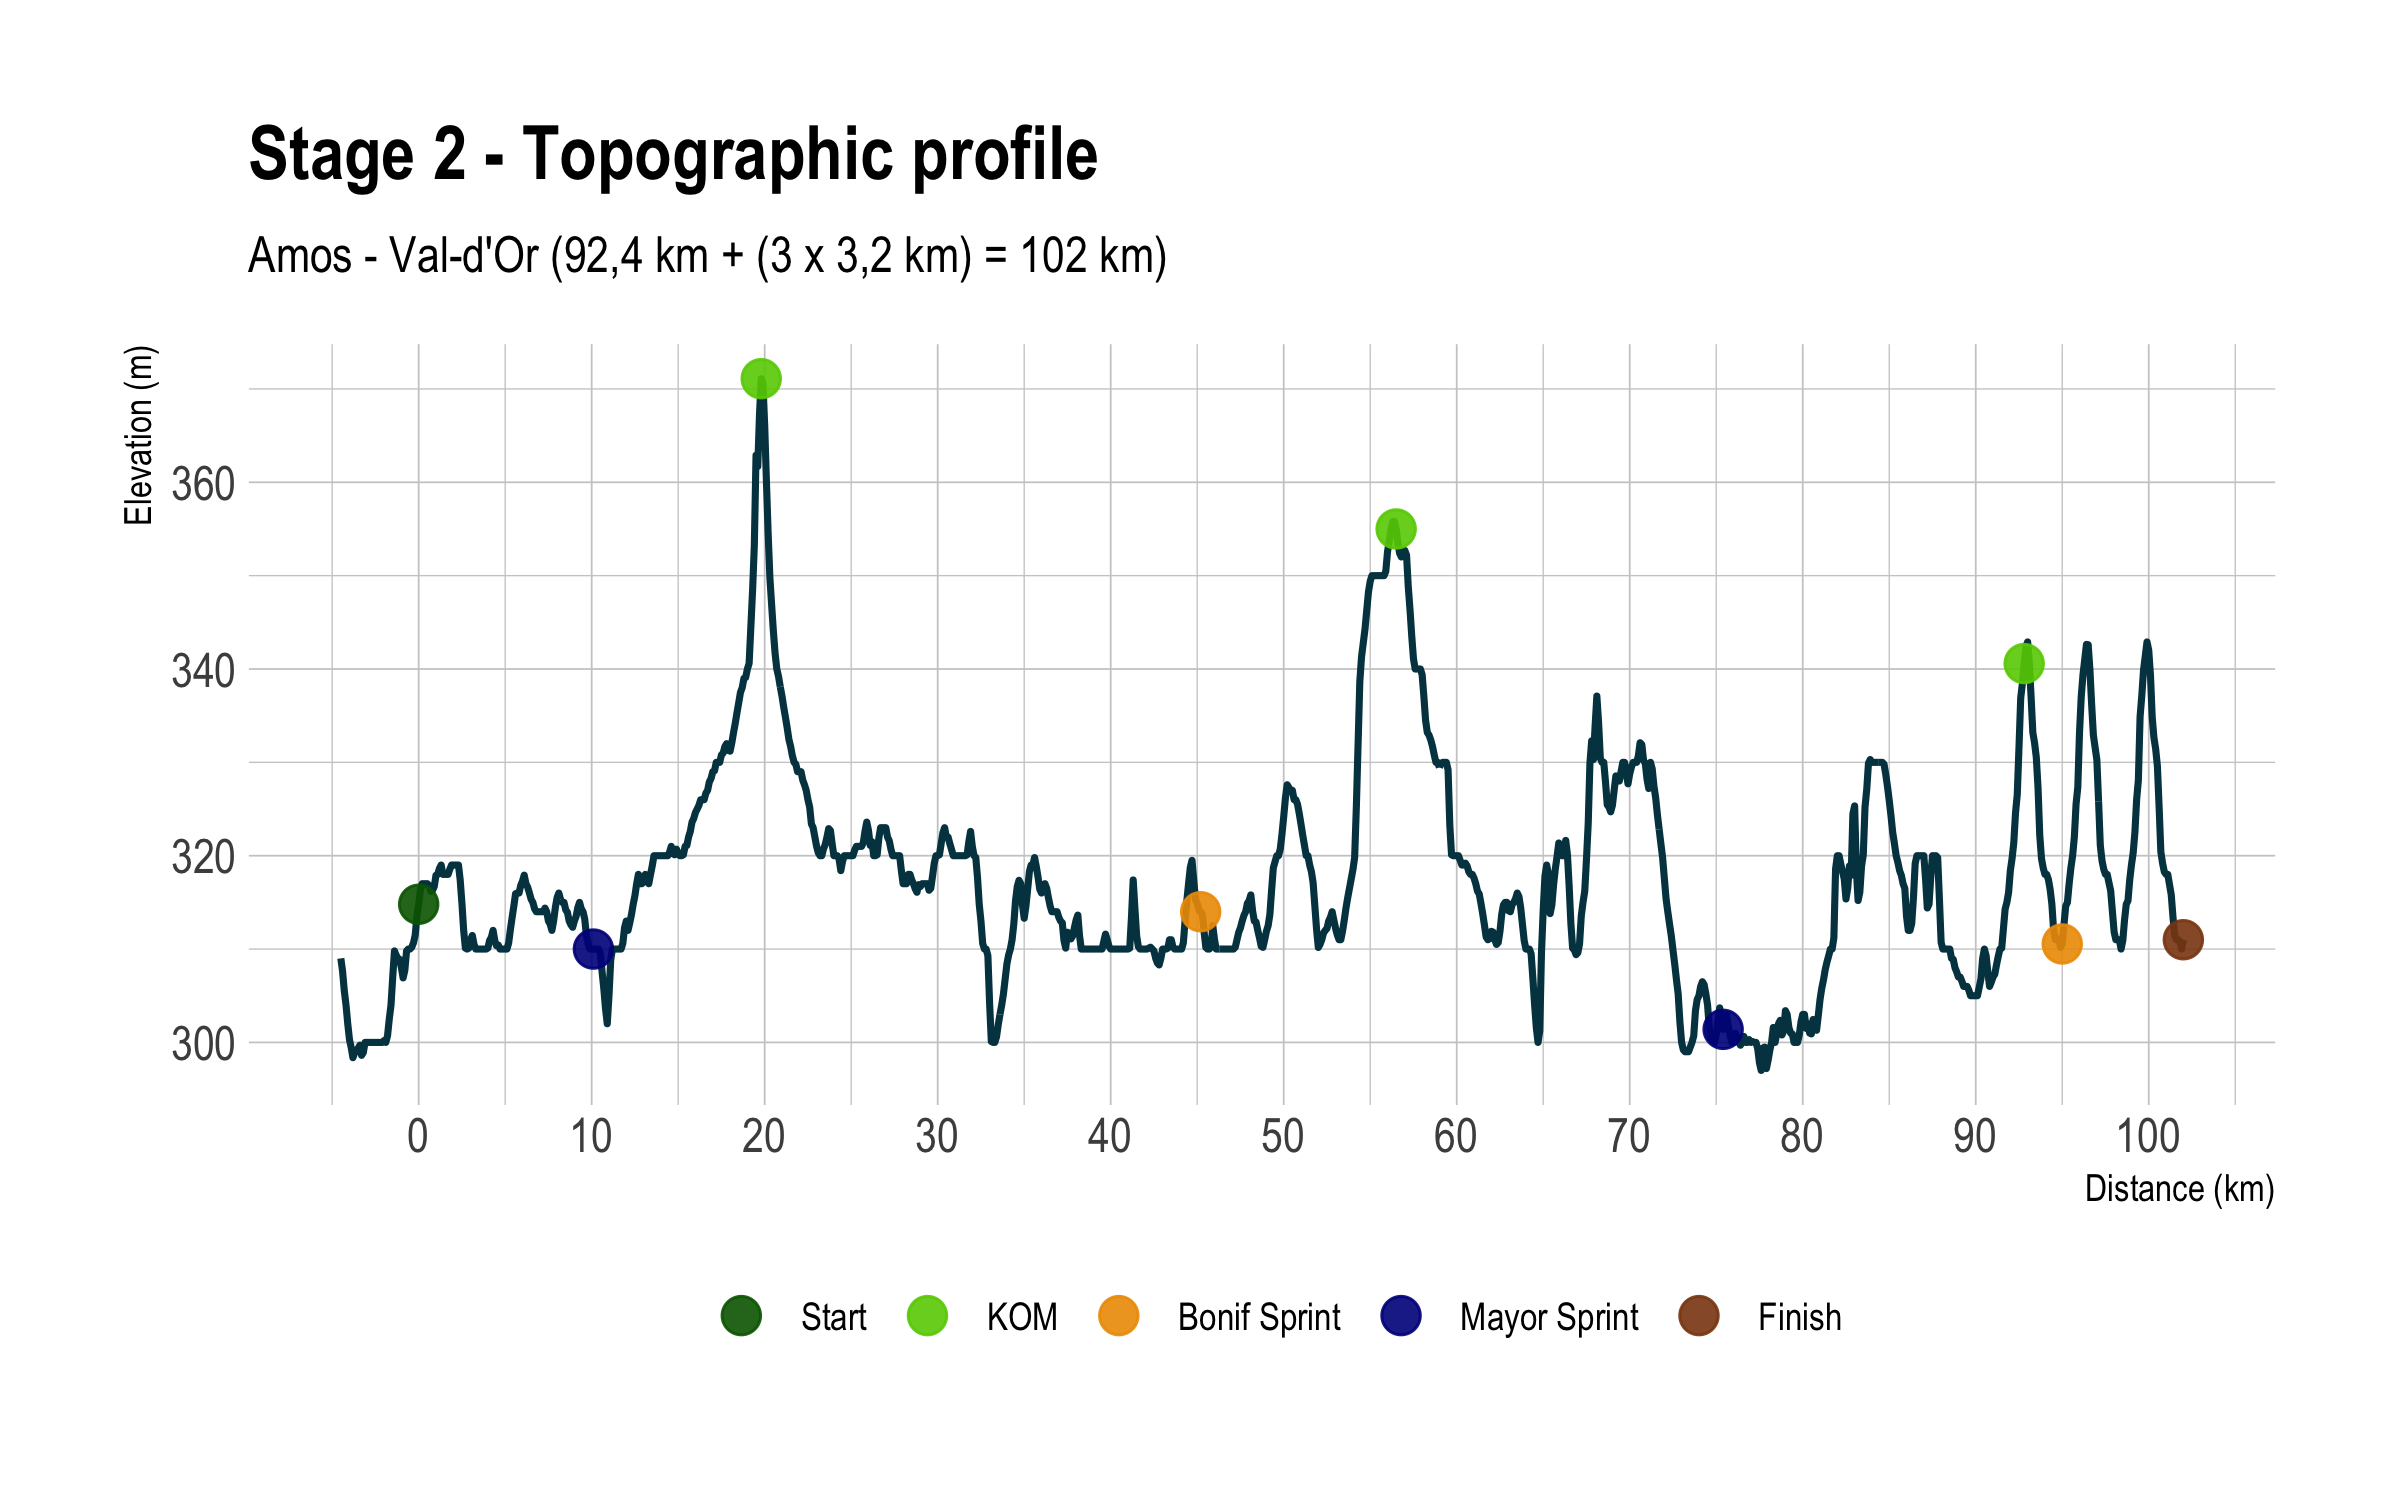 Stage 2 - Topographic profile
Amos - Val-d'Or (92,4 km + (3 x 3,2 km) = 102 km)
Elevation (m)
360
340
320
300
0 10 20 30 40 50 60 70 80 90 100
Distance (km)
Start KOM Bonif Sprint Mayor Sprint Finish